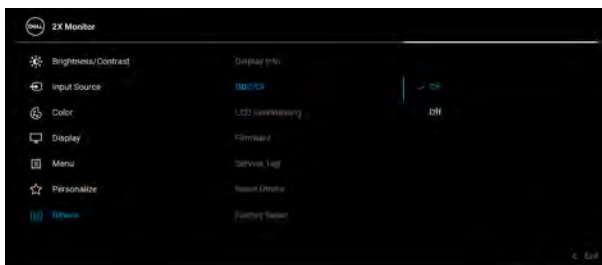 DELL 2X Monitor
Brightness/Contrast
Display Info
Input Source
DDC/CI
On
Color
LCD Conditioning
Off
Display
Firmware
Menu
Service Tag
Personalize
Reset Others
Others
Factory Reset
Exit